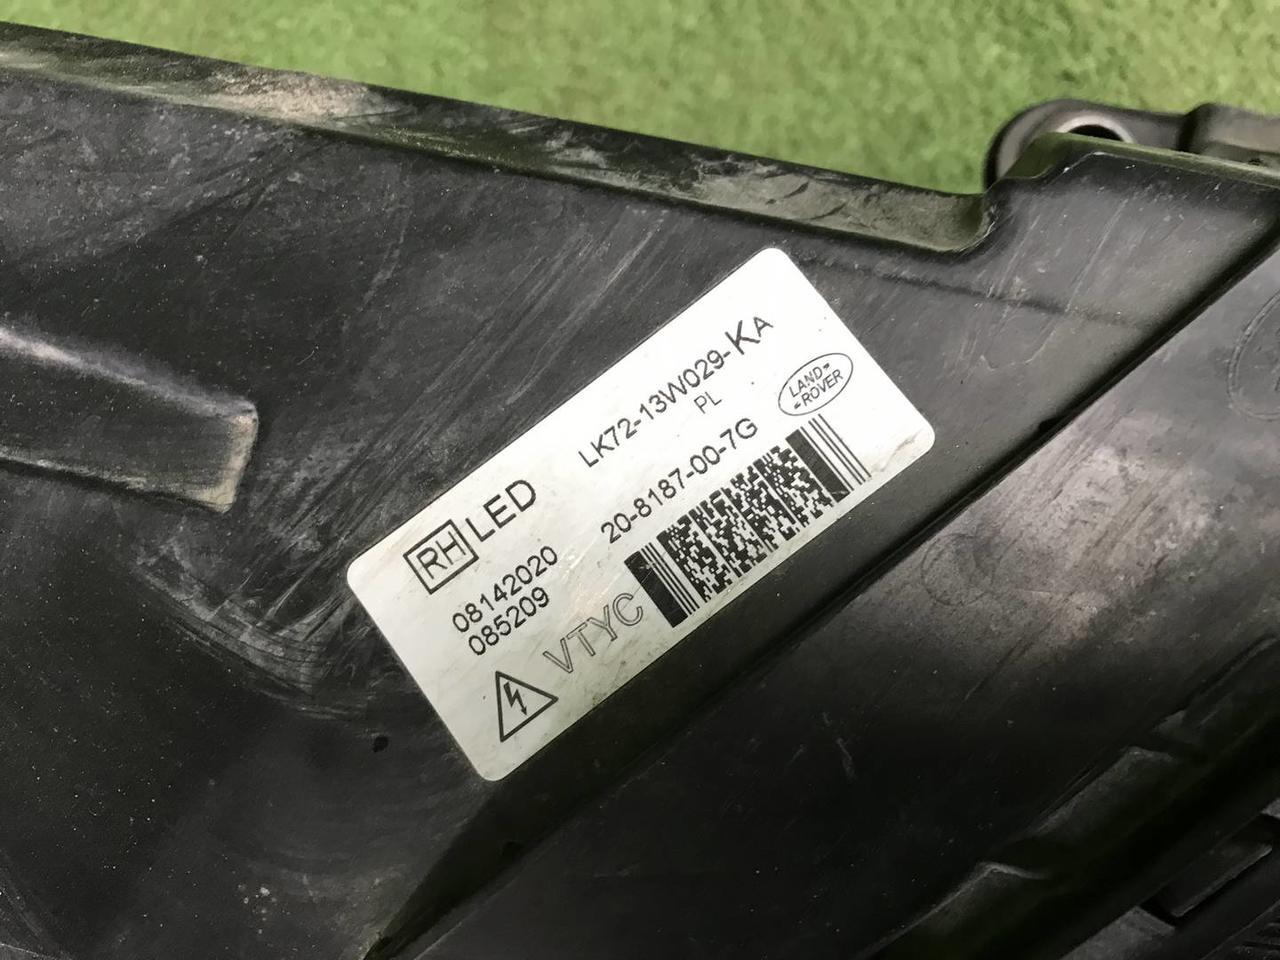 RH LED
LK72-13W029-KA
PL
LAND-
-ROVER
08142020
085209
20-8187-00-7G
VTYC